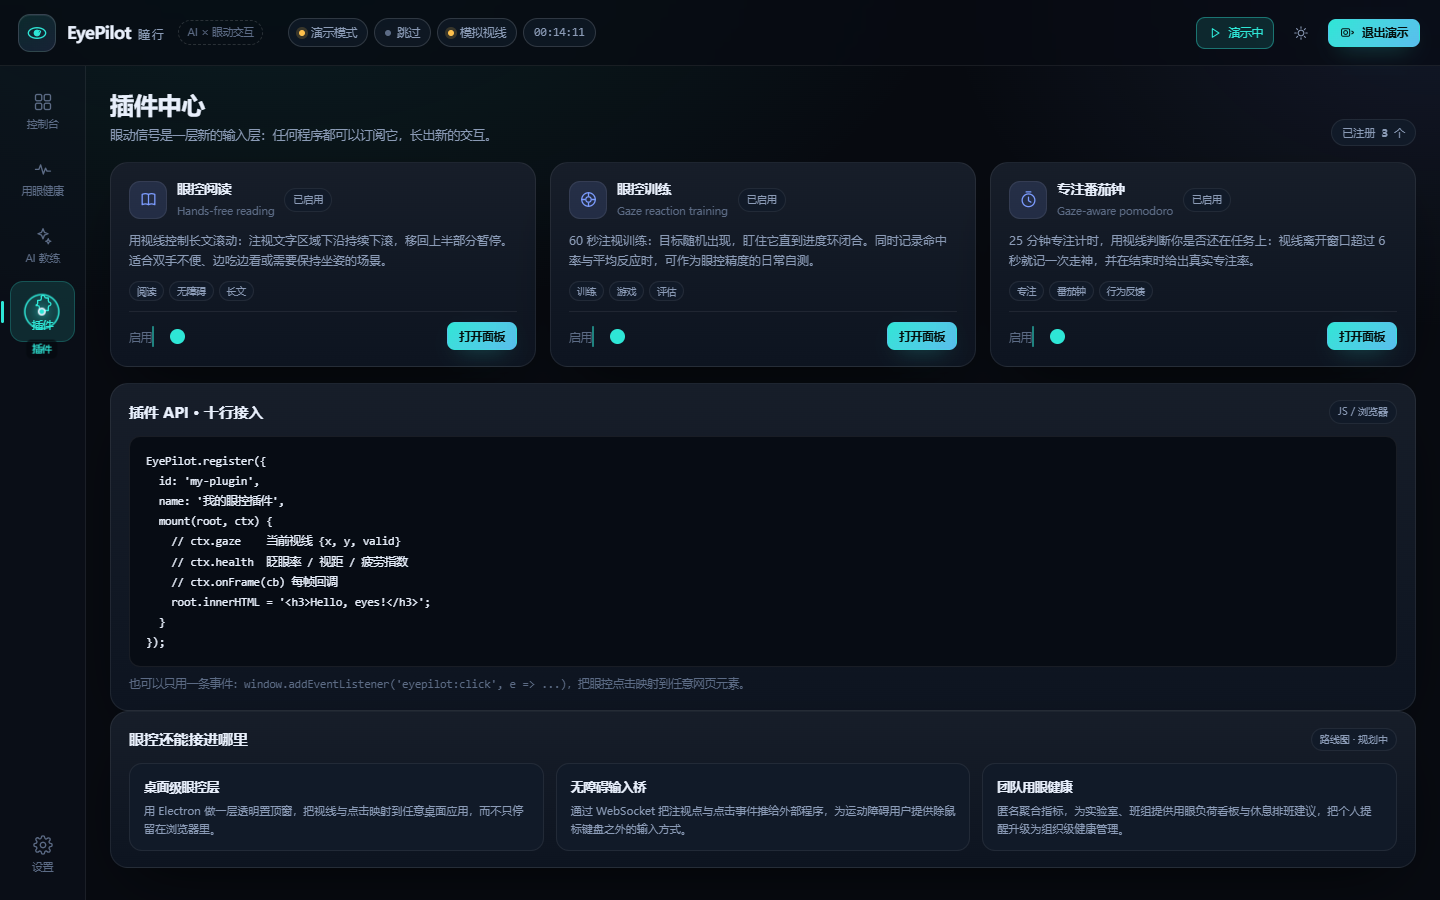 EyePilot 瞳行
AI × 眼动交互
演示模式
跳过
模拟视线
00:14:11
演示中
退出演示
控制台
用眼健康
AI 教练
插件
插件
设置
插件中心
眼动信号是一层新的输入层：任何程序都可以订阅它，长出新的交互。
已注册 3 个
眼控阅读
Hands-free reading
已启用
用视线控制长文滚动：注视文字区域下沿持续下滚，移回上半部分暂停。
适合双手不便、边吃边看或需要保持坐姿的场景。
阅读 无障碍 长文
启用
打开面板
眼控训练
Gaze reaction training
已启用
60 秒注视训练：目标随机出现，盯住它直到进度环闭合。同时记录命中
率与平均反应时，可作为眼控精度的日常自测。
训练 游戏 评估
启用
打开面板
专注番茄钟
Gaze-aware pomodoro
已启用
25 分钟专注计时，用视线判断你是否还在任务上：视线离开窗口超过 6
秒就记一次走神，并在结束时给出真实专注率。
专注 番茄钟 行为反馈
启用
打开面板
插件 API · 十行接入
JS / 浏览器
EyePilot.register({
  id: 'my-plugin',
  name: '我的眼控插件',
  mount(root, ctx) {
    // ctx.gaze    当前视线 {x, y, valid}
    // ctx.health  眨眼率 / 视距 / 疲劳指数
    // ctx.onFrame(cb) 每帧回调
    root.innerHTML = '<h3>Hello, eyes!</h3>';
  }
});
也可以只用一条事件：window.addEventListener('eyepilot:click', e => ...)，把眼控点击映射到任意网页元素。
眼控还能接进哪里
路线图 · 规划中
桌面级眼控层
用 Electron 做一层透明置顶窗，把视线与点击映射到任意桌面应用，而不只停
留在浏览器里。
无障碍输入桥
通过 WebSocket 把注视点与点击事件推给外部程序，为运动障碍用户提供除鼠
标键盘之外的输入方式。
团队用眼健康
匿名聚合指标，为实验室、班组提供用眼负荷看板与休息排班建议，把个人提
醒升级为组织级健康管理。